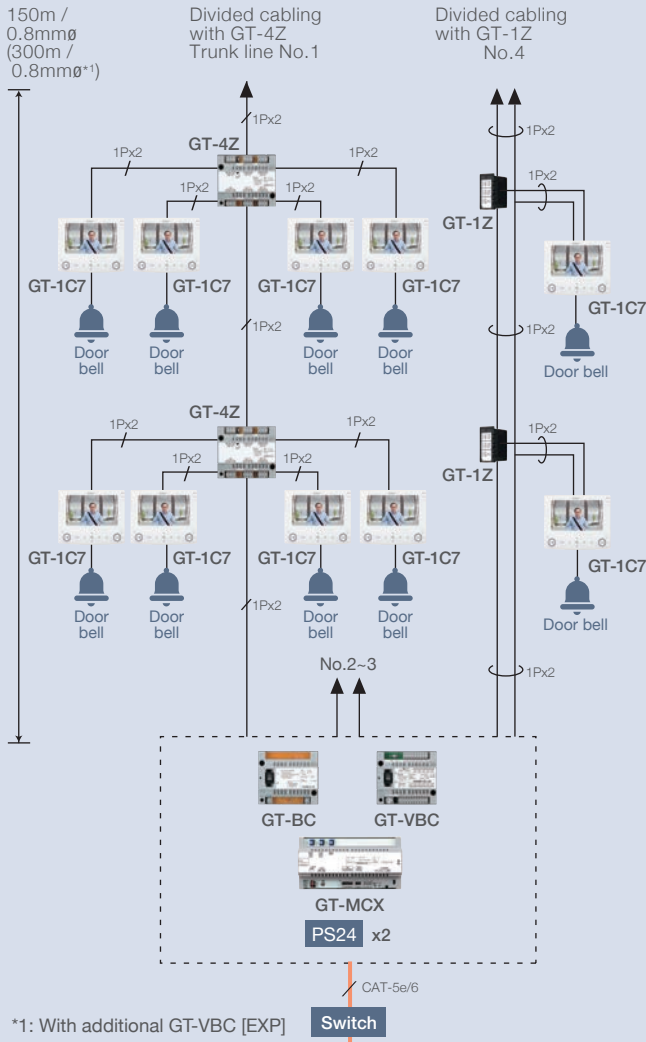 150m /
0.8mmø
(300m /
0.8mmø*1)
Divided cabling
with GT-4Z
Trunk line No.1
Divided cabling
with GT-1Z
No.4
1Px2
1Px2
GT-4Z
1Px2
1Px2
1Px2
1Px2
1Px2
GT-1Z
GT-1C7
GT-1C7
GT-1C7
GT-1C7
GT-1C7
Door
bell
Door
bell
Door
bell
Door
bell
Door bell
1Px2
1Px2
GT-4Z
1Px2
1Px2
1Px2
1Px2
1Px2
GT-1Z
GT-1C7
GT-1C7
GT-1C7
GT-1C7
GT-1C7
Door
bell
Door
bell
Door
bell
Door
bell
Door bell
1Px2
No.2~3
1Px2
GT-BC
GT-VBC
GT-MCX
PS24 x2
CAT-5e/6
*1: With additional GT-VBC [EXP]
Switch